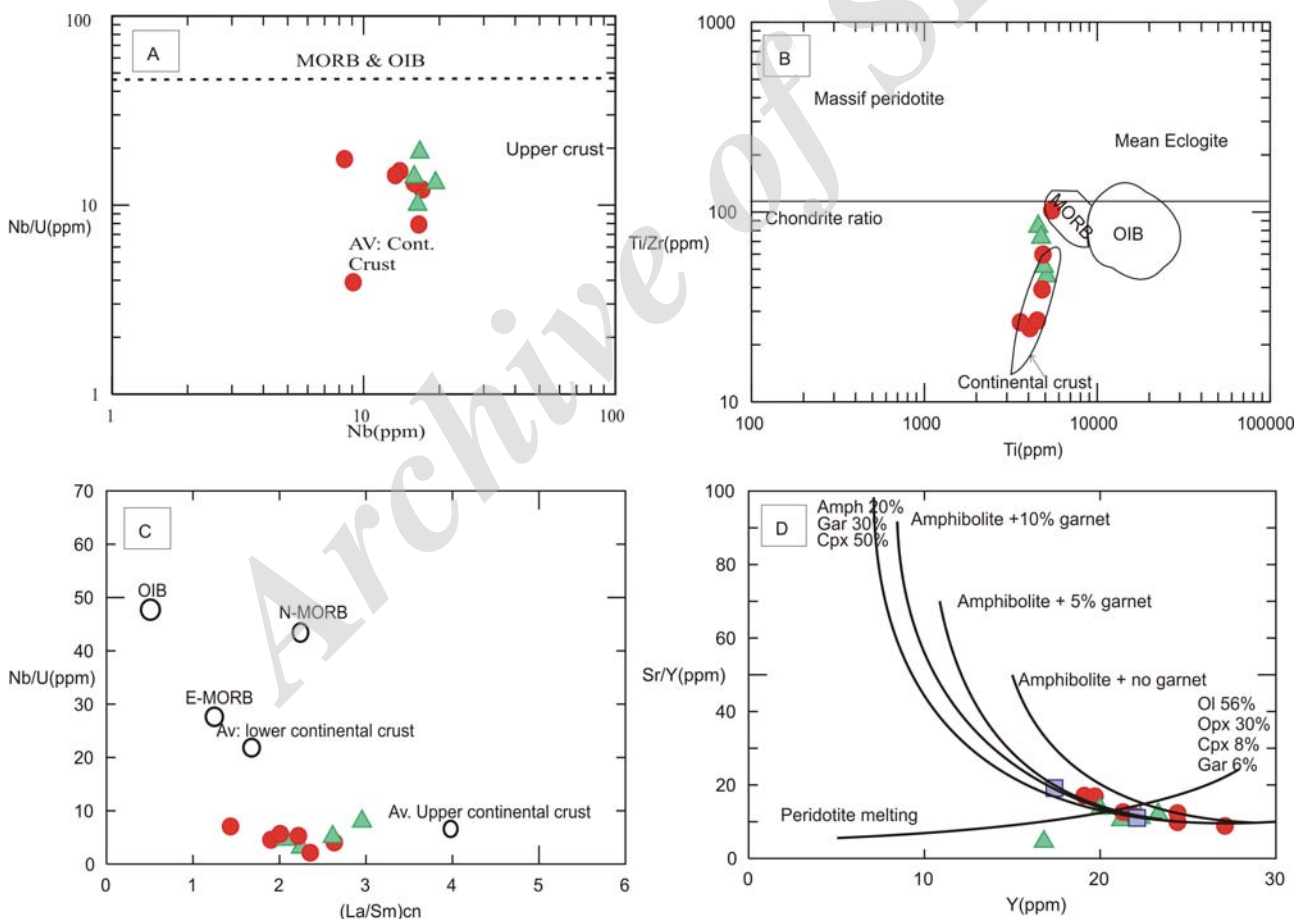 A
MORB & OIB
Upper crust
AV: Cont.
Crust
Nb/U(ppm)
100
10
1
1
10
100
Nb(ppm)
B
Massif peridotite
Mean Eclogite
Chondrite ratio
MORB
OIB
Continental crust
Ti/Zr(ppm)
1000
100
10
100
1000
10000
100000
Ti(ppm)
C
OIB
N-MORB
E-MORB
Av: lower continental crust
Av. Upper continental crust
Nb/U(ppm)
70
60
50
40
30
20
10
0
0
1
2
3
4
5
6
(La/Sm)cn
D
Amph 20%
Gar 30%
Cpx 50%
Amphibolite +10% garnet
Amphibolite + 5% garnet
Amphibolite + no garnet
Ol 56%
Opx 30%
Cpx 8%
Gar 6%
Peridotite melting
Sr/Y(ppm)
100
80
60
40
20
0
0
10
20
30
Y(ppm)
Archive of S